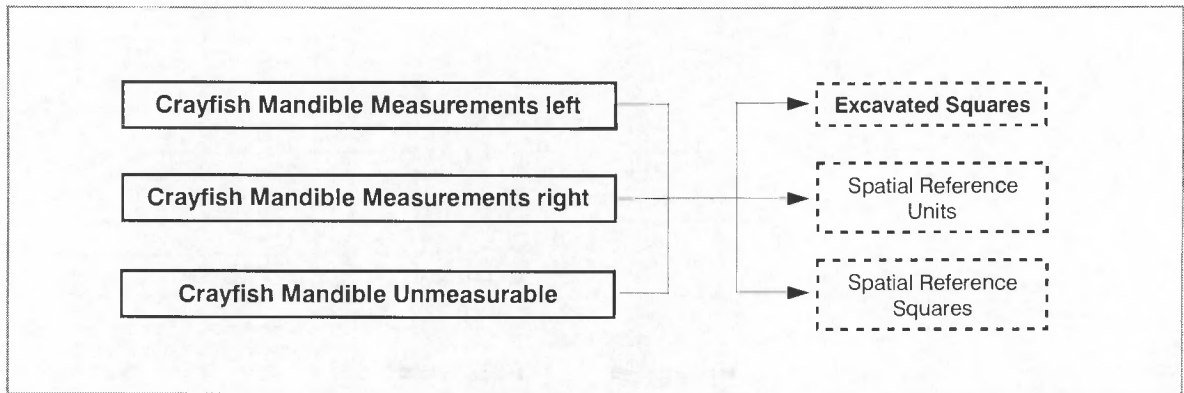 Crayfish Mandible Measurements left
Crayfish Mandible Measurements right
Crayfish Mandible Unmeasurable
Excavated Squares
Spatial Reference
Units
Spatial Reference
Squares